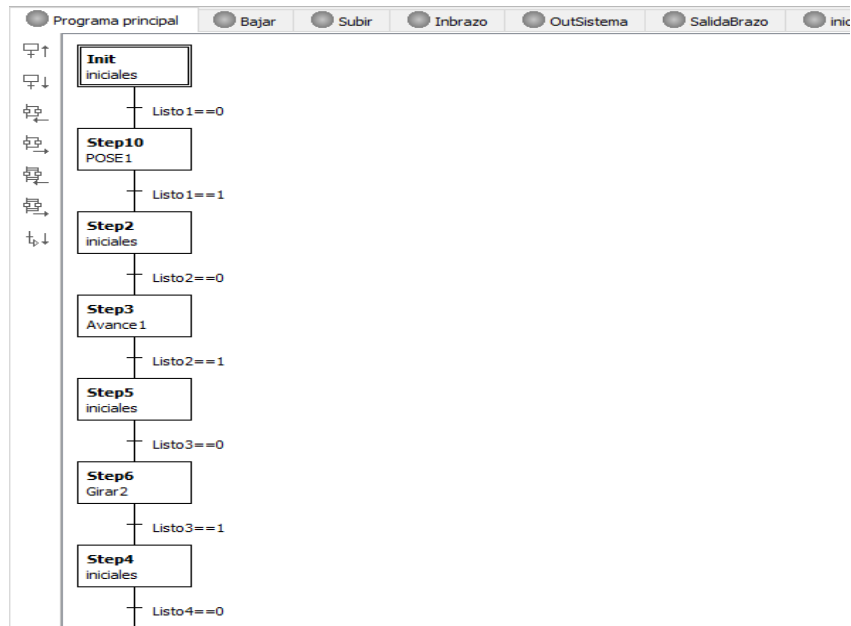 Programa principal Bajar Subir Inbrazo OutSistema SalidaBrazo
Init
iniciales
Listo1==0
Step10
POSE1
Listo1==1
Step2
iniciales
Listo2==0
Step3
Avance1
Listo2==1
Step5
iniciales
Listo3==0
Step6
Girar2
Listo3==1
Step4
iniciales
Listo4==0